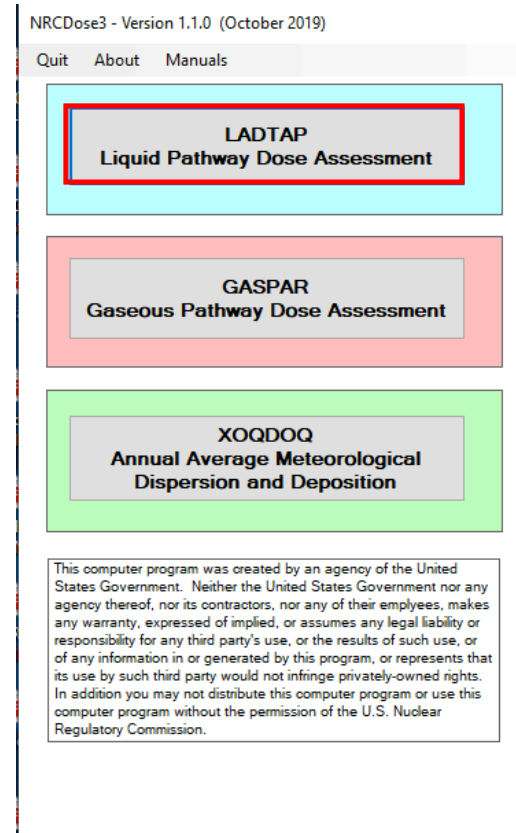 NRCDose3 - Version 1.1.0 (October 2019)
Quit About Manuals
LADTAP
Liquid Pathway Dose Assessment
GASPAR
Gaseous Pathway Dose Assessment
XOQDOQ
Annual Average Meteorological
Dispersion and Deposition
This computer program was created by an agency of the United
States Government. Neither the United States Government nor any
agency thereof, nor its contractors, nor any of their emplyees, makes
any warranty, expressed of implied, or assumes any legal liability or
responsibility for any third party's use, or the results of such use, or
of any information in or generated by this program, or represents that
its use by such third party would not infringe privately-owned rights.
In addition you may not distribute this computer program or use this
computer program without the permission of the U.S. Nuclear
Regulatory Commission.